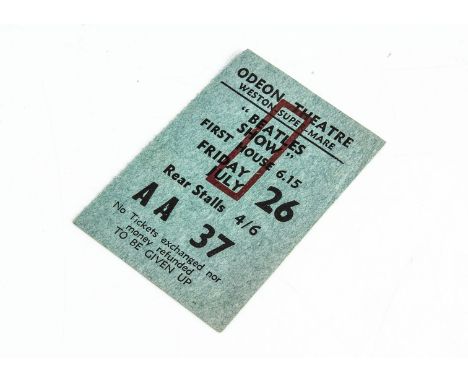 ODEON THEATRE
WESTON-SUPER-MARE
"BEATLES
SHOW"
FIRST HOUSE 6.15
FRIDAY
JULY 26
Rear Stalls 4/6
AA 37
No Tickets exchanged nor
money refunded
TO BE GIVEN UP